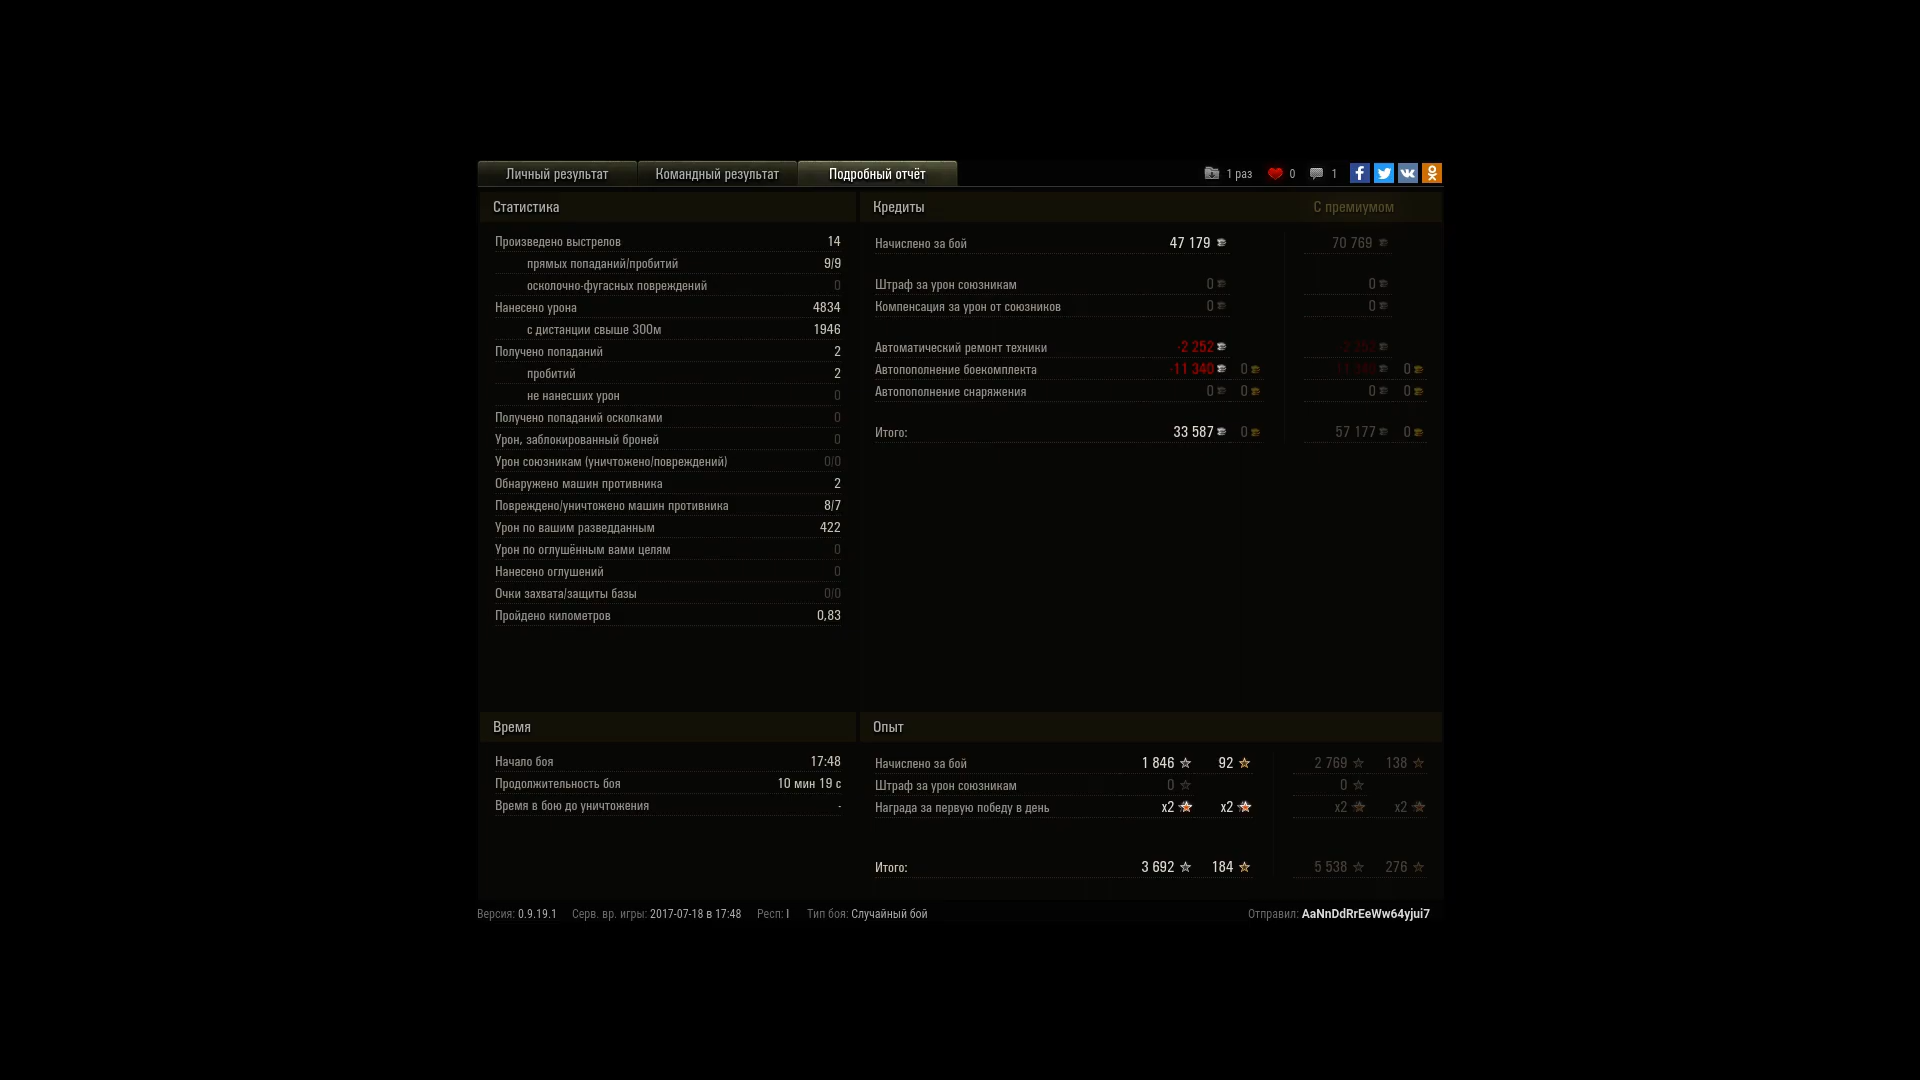 Личный результат Командный результат Подробный отчёт 1 раз 0 1
Статистика
Произведено выстрелов 14
прямых попаданий/пробитий 9/9
осколочно-фугасных повреждений 0
Нанесено урона 4834
с дистанции свыше 300м 1946
Получено попаданий 2
пробитий 2
не нанесших урон 0
Получено попаданий осколками 0
Урон, заблокированный броней 0
Урон союзникам (уничтожено/повреждений) 0/0
Обнаружено машин противника 2
Повреждено/уничтожено машин противника 8/7
Урон по вашим разведданным 422
Урон по оглушённым вами целям 0
Нанесено оглушений 0
Очки захвата/защиты базы 0/0
Пройдено километров 0,83
Кредиты С премиумом
Начислено за бой 47 179 70 769
Штраф за урон союзникам 0 0
Компенсация за урон от союзников 0 0
Автоматический ремонт техники -2 252
Автопополнение боекомплекта -11 340 0 0
Автопополнение снаряжения 0 0 0 0
Итого: 33 587 0 57 177 0
Время
Начало боя 17:48
Продолжительность боя 10 мин 19 с
Время в бою до уничтожения -
Опыт
Начислено за бой 1 846 92 2 769 138
Штраф за урон союзникам 0 0
Награда за первую победу в день x2 x2 x2 x2
Итого: 3 692 184 5 538 276
Версия: 0.9.19.1 Серв. вр. игры: 2017-07-18 в 17:48 Респ: I Тип боя: Случайный бой Отправил: AaNnDdRrEeWw64yjui7